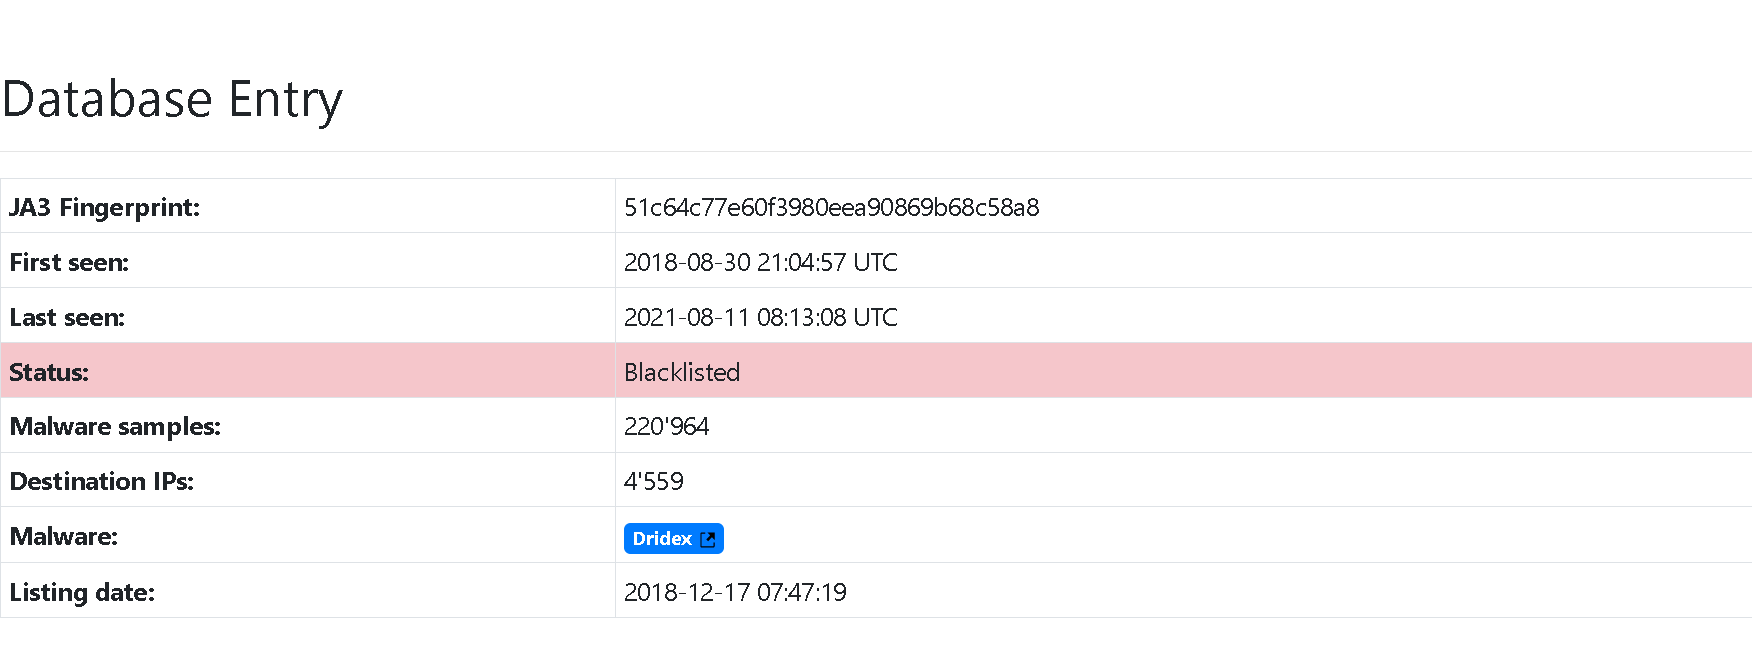 Database Entry
JA3 Fingerprint: 51c64c77e60f3980eea90869b68c58a8
First seen: 2018-08-30 21:04:57 UTC
Last seen: 2021-08-11 08:13:08 UTC
Status: Blacklisted
Malware samples: 220'964
Destination IPs: 4'559
Malware: Dridex
Listing date: 2018-12-17 07:47:19